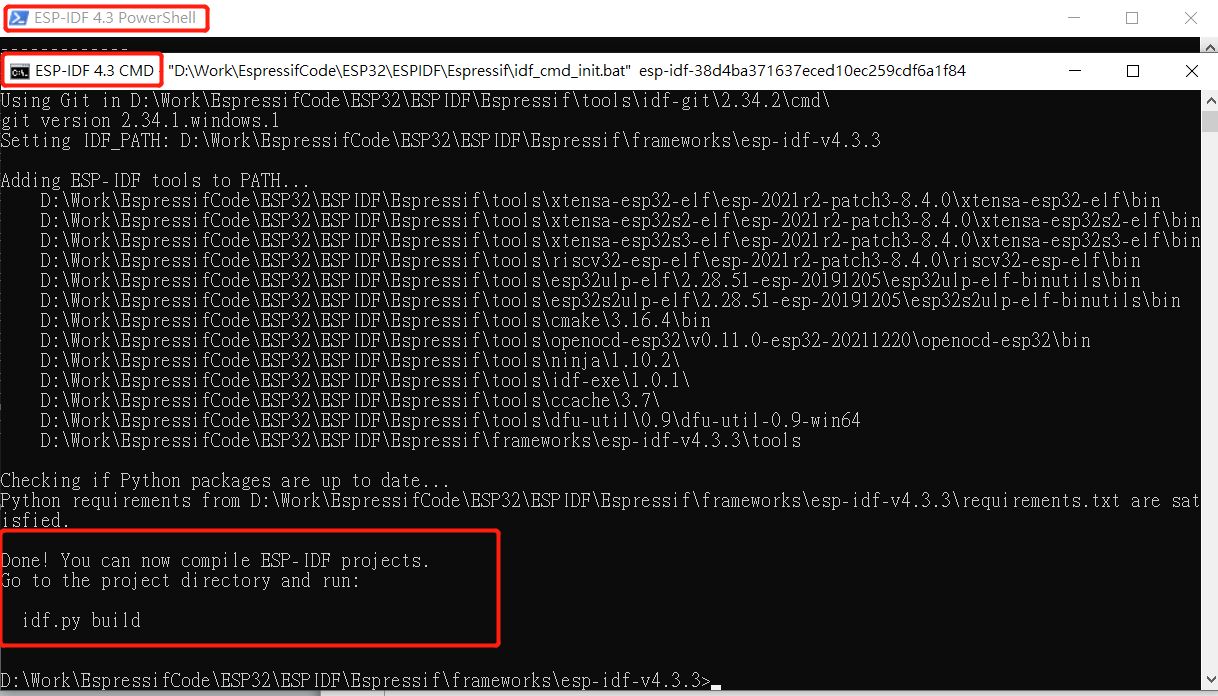 ESP-IDF 4.3 PowerShell
-------------
ESP-IDF 4.3 CMD - "D:\Work\EspressifCode\ESP32\ESPIDF\Espressif\idf_cmd_init.bat" esp-idf-38d4ba371637eced10ec259cdf6a1f84
Using Git in D:\Work\EspressifCode\ESP32\ESPIDF\Espressif\tools\idf-git\2.34.2\cmd\
git version 2.34.1.windows.1
Setting IDF_PATH: D:\Work\EspressifCode\ESP32\ESPIDF\Espressif\frameworks\esp-idf-v4.3.3
Adding ESP-IDF tools to PATH...
D:\Work\EspressifCode\ESP32\ESPIDF\Espressif\tools\xtensa-esp32-elf\esp-2021r2-patch3-8.4.0\xtensa-esp32-elf\bin
D:\Work\EspressifCode\ESP32\ESPIDF\Espressif\tools\xtensa-esp32s2-elf\esp-2021r2-patch3-8.4.0\xtensa-esp32s2-elf\bin
D:\Work\EspressifCode\ESP32\ESPIDF\Espressif\tools\xtensa-esp32s3-elf\esp-2021r2-patch3-8.4.0\xtensa-esp32s3-elf\bin
D:\Work\EspressifCode\ESP32\ESPIDF\Espressif\tools\riscv32-esp-elf\esp-2021r2-patch3-8.4.0\riscv32-esp-elf\bin
D:\Work\EspressifCode\ESP32\ESPIDF\Espressif\tools\esp32ulp-elf\2.28.51-esp-20191205\esp32ulp-elf-binutils\bin
D:\Work\EspressifCode\ESP32\ESPIDF\Espressif\tools\esp32s2ulp-elf\2.28.51-esp-20191205\esp32s2ulp-elf-binutils\bin
D:\Work\EspressifCode\ESP32\ESPIDF\Espressif\tools\cmake\3.16.4\bin
D:\Work\EspressifCode\ESP32\ESPIDF\Espressif\tools\openocd-esp32\v0.11.0-esp32-20211220\openocd-esp32\bin
D:\Work\EspressifCode\ESP32\ESPIDF\Espressif\tools\ninja\1.10.2\
D:\Work\EspressifCode\ESP32\ESPIDF\Espressif\tools\idf-exe\1.0.1\
D:\Work\EspressifCode\ESP32\ESPIDF\Espressif\tools\ccache\3.7\
D:\Work\EspressifCode\ESP32\ESPIDF\Espressif\tools\dfu-util\0.9\dfu-util-0.9-win64
D:\Work\EspressifCode\ESP32\ESPIDF\Espressif\frameworks\esp-idf-v4.3.3\tools
Checking if Python packages are up to date...
Python requirements from D:\Work\EspressifCode\ESP32\ESPIDF\Espressif\frameworks\esp-idf-v4.3.3\requirements.txt are sat
isfied.
Done! You can now compile ESP-IDF projects.
Go to the project directory and run:
idf.py build
D:\Work\EspressifCode\ESP32\ESPIDF\Espressif\frameworks\esp-idf-v4.3.3>